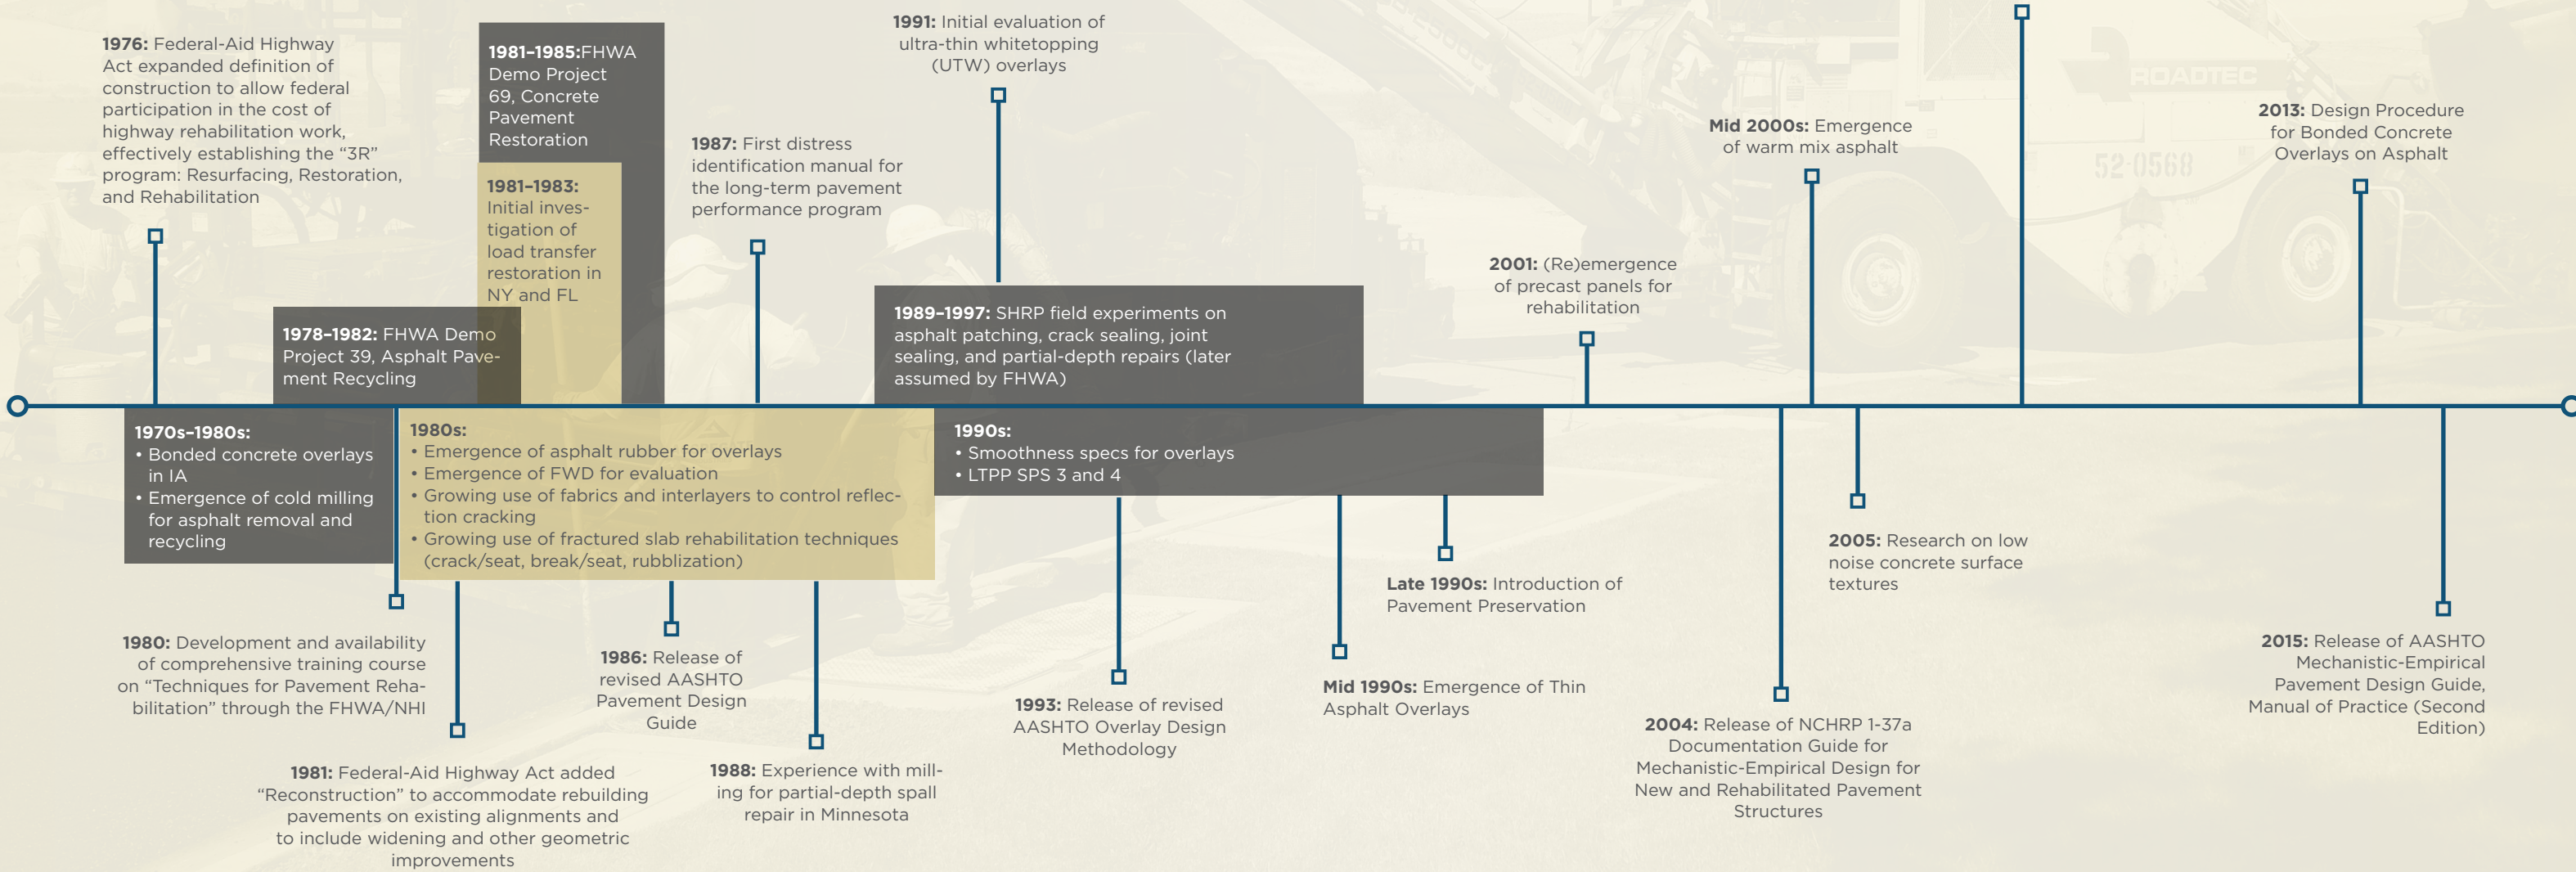 1976: Federal-Aid Highway
Act expanded definition of
construction to allow federal
participation in the cost of
highway rehabilitation work,
effectively establishing the “3R”
program: Resurfacing, Restoration,
and Rehabilitation
1981–1985:FHWA
Demo Project
69, Concrete
Pavement
Restoration
1981–1983:
Initial inves-
tigation of
load transfer
restoration in
NY and FL
1978–1982: FHWA Demo
Project 39, Asphalt Pave-
ment Recycling
1987: First distress
identification manual for
the long-term pavement
performance program
1991: Initial evaluation of
ultra-thin whitetopping
(UTW) overlays
1989–1997: SHRP field experiments on
asphalt patching, crack sealing, joint
sealing, and partial-depth repairs (later
assumed by FHWA)
2001: (Re)emergence
of precast panels for
rehabilitation
Mid 2000s: Emergence
of warm mix asphalt
ROADTEC
52-0568
2013: Design Procedure
for Bonded Concrete
Overlays on Asphalt
1970s–1980s:
• Bonded concrete overlays
in IA
• Emergence of cold milling
for asphalt removal and
recycling
1980s:
• Emergence of asphalt rubber for overlays
• Emergence of FWD for evaluation
• Growing use of fabrics and interlayers to control reflec-
tion cracking
• Growing use of fractured slab rehabilitation techniques
(crack/seat, break/seat, rubblization)
1990s:
• Smoothness specs for overlays
• LTPP SPS 3 and 4
1980: Development and availability
of comprehensive training course
on “Techniques for Pavement Reha-
bilitation” through the FHWA/NHI
1981: Federal-Aid Highway Act added
“Reconstruction” to accommodate rebuilding
pavements on existing alignments and
to include widening and other geometric
improvements
1986: Release of
revised AASHTO
Pavement Design
Guide
1988: Experience with mill-
ing for partial-depth spall
repair in Minnesota
1993: Release of revised
AASHTO Overlay Design
Methodology
Mid 1990s: Emergence of Thin
Asphalt Overlays
Late 1990s: Introduction of
Pavement Preservation
2004: Release of NCHRP 1-37a
Documentation Guide for
Mechanistic-Empirical Design for
New and Rehabilitated Pavement
Structures
2005: Research on low
noise concrete surface
textures
2015: Release of AASHTO
Mechanistic-Empirical
Pavement Design Guide,
Manual of Practice (Second
Edition)